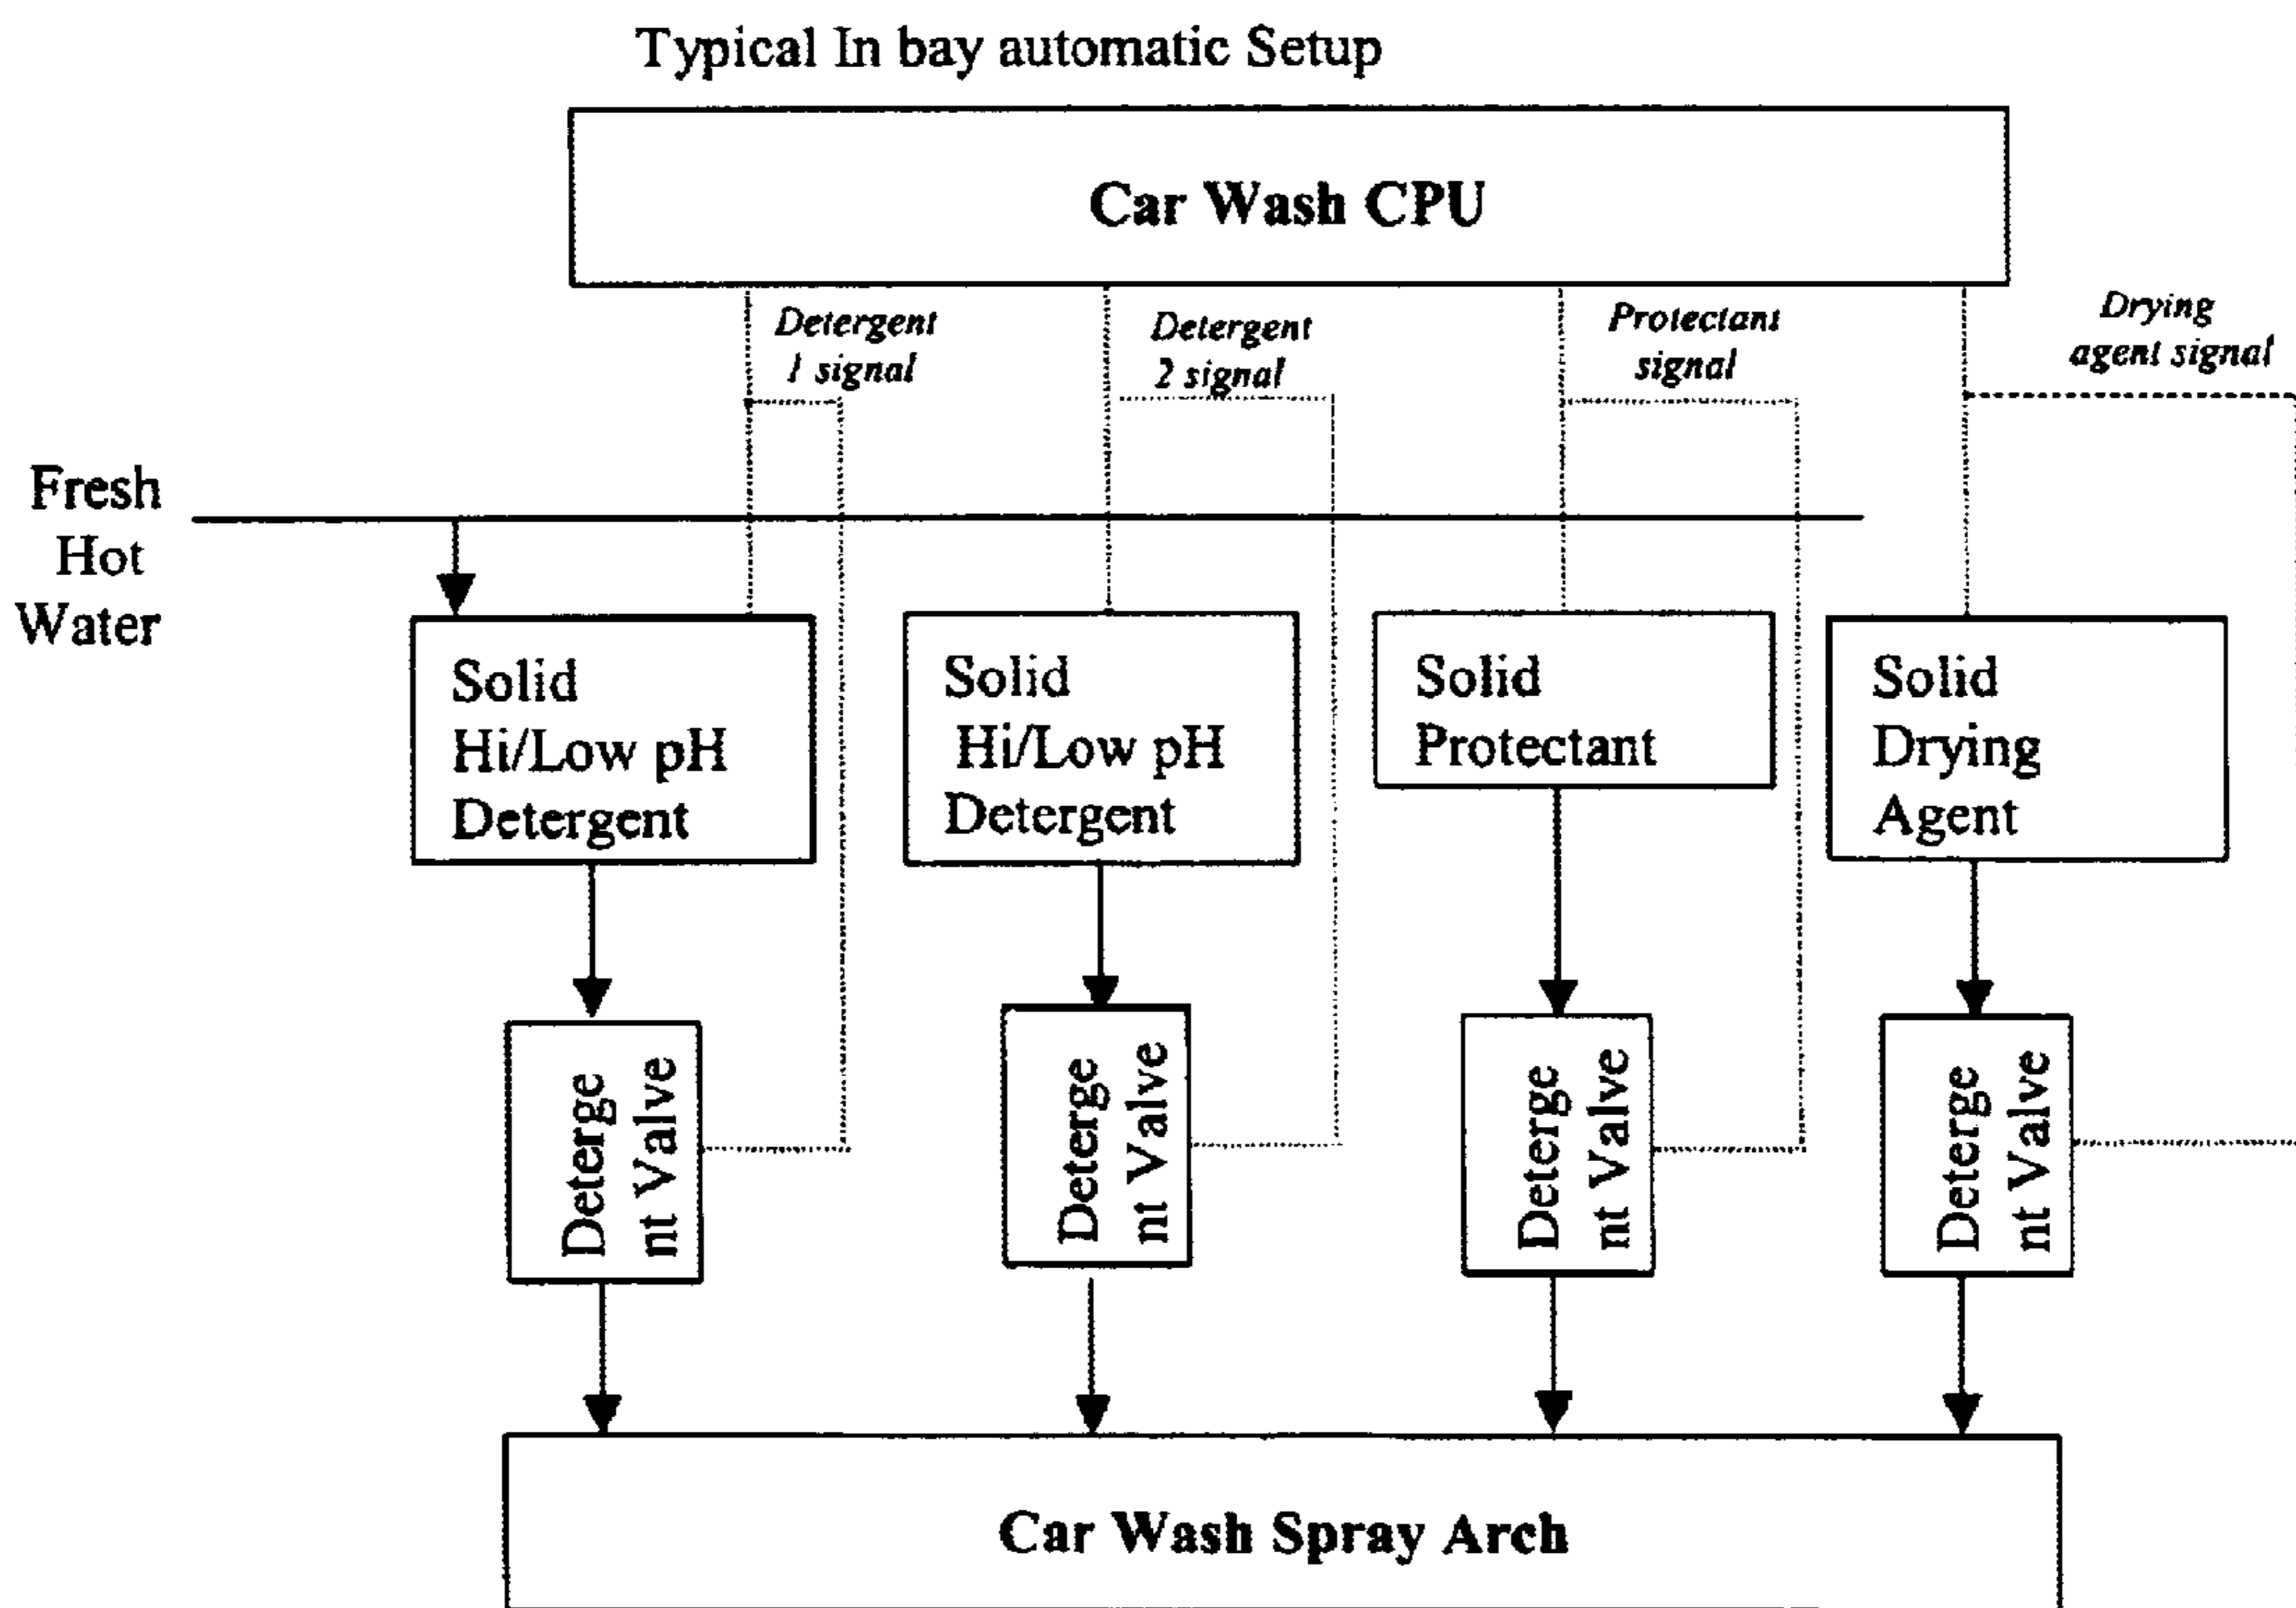 Typical In bay automatic Setup
Car Wash CPU
Detergent
1 signal
Detergent
2 signal
Protectant
signal
Drying
agent signal
Fresh
Hot
Water
Solid
Hi/Low pH
Detergent
Solid
Hi/Low pH
Detergent
Solid
Protectant
Solid
Drying
Agent
Deterge
nt Valve
Deterge
nt Valve
Deterge
nt Valve
Deterge
nt Valve
Car Wash Spray Arch